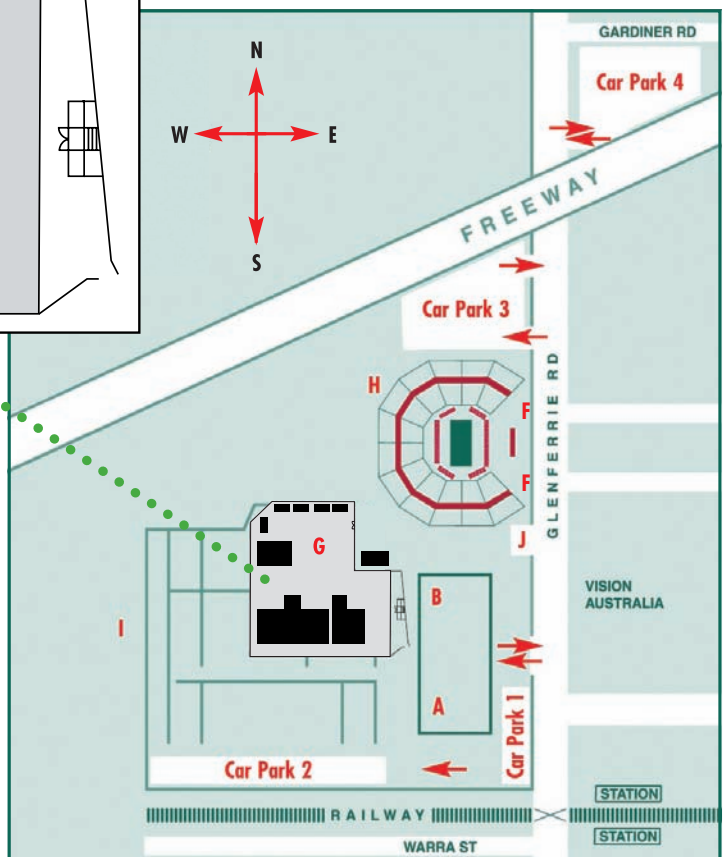 GARDINER RD
Car Park 4
N
W
E
S
FREEWAY
Car Park 3
GLENFERRIE RD
H
F
F
J
G
B
VISION
AUSTRALIA
I
A
Car Park 1
Car Park 2
STATION
RAILWAY
STATION
WARRA ST